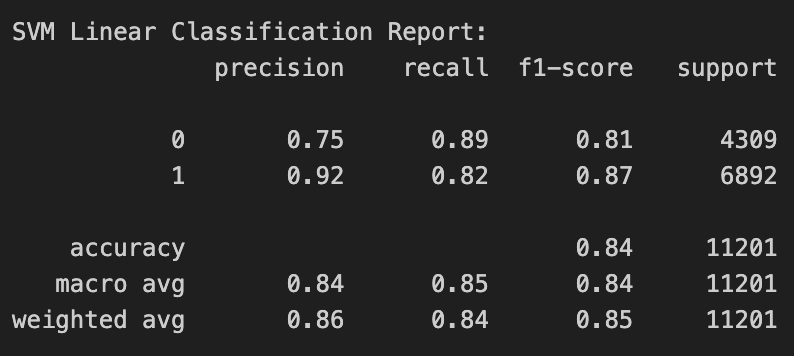 SVM Linear Classification Report:
precision recall f1-score support
0 0.75 0.89 0.81 4309
1 0.92 0.82 0.87 6892
accuracy 0.84 11201
macro avg 0.84 0.85 0.84 11201
weighted avg 0.86 0.84 0.85 11201